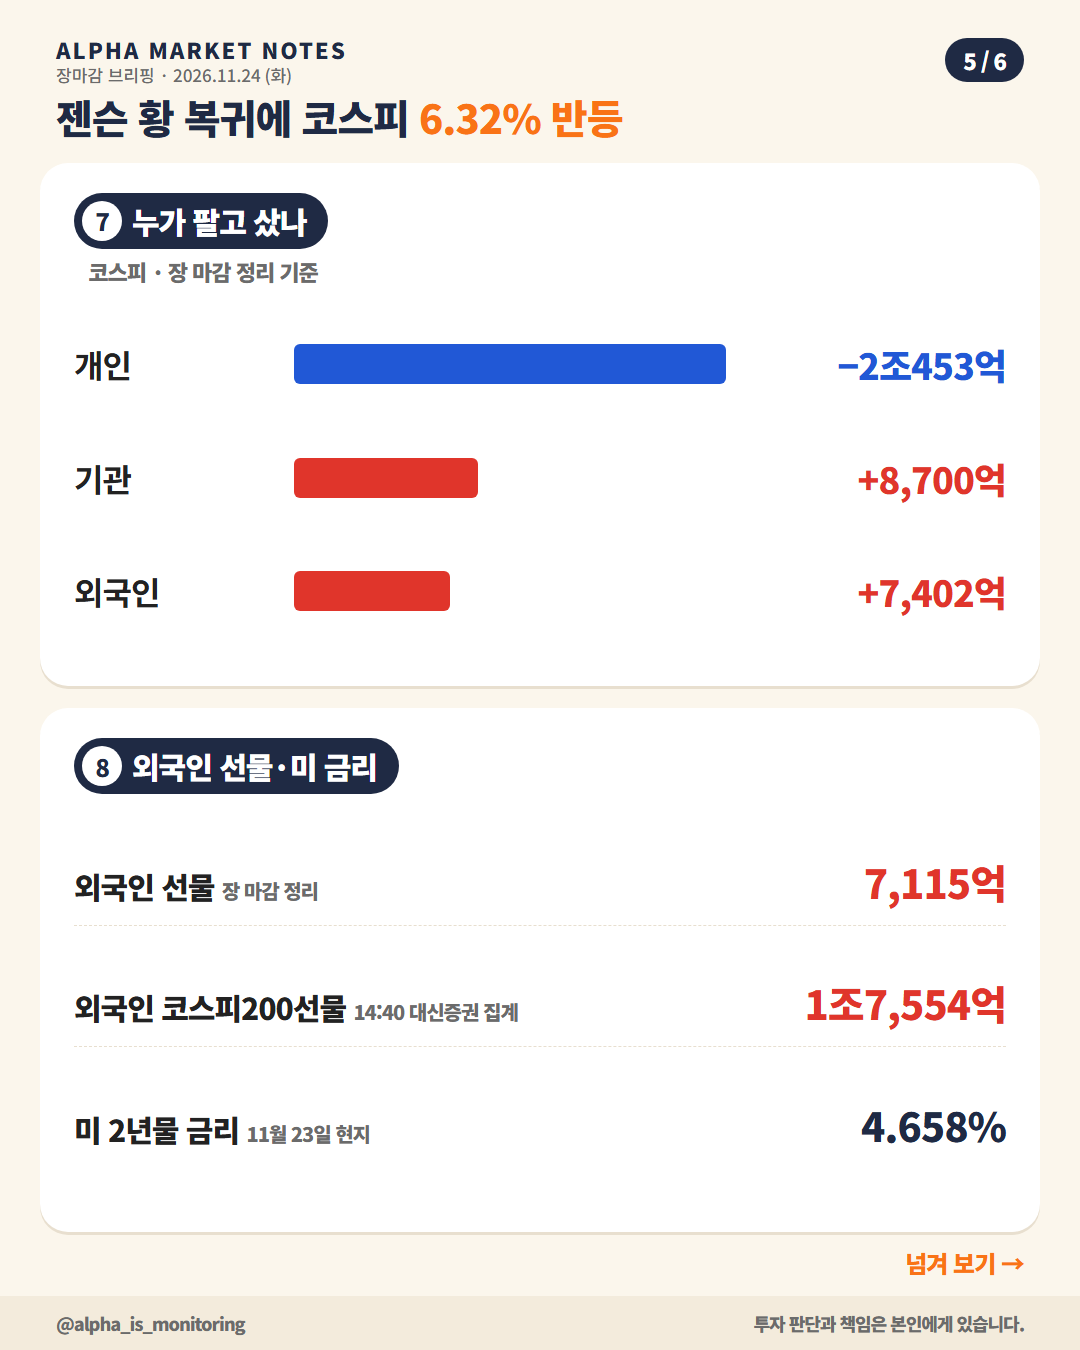 ALPHA MARKET NOTES
장마감 브리핑 · 2026.11.24 (화)
5 / 6
젠슨 황 복귀에 코스피 6.32% 반등
7 누가 팔고 샀나
코스피 · 장 마감 정리 기준
개인 −2조453억
기관 +8,700억
외국인 +7,402억
8 외국인 선물·미 금리
외국인 선물 장 마감 정리 7,115억
외국인 코스피200선물 14:40 대신증권 집계 1조7,554억
미 2년물 금리 11월 23일 현지 4.658%
넘겨 보기 →
@alpha_is_monitoring
투자 판단과 책임은 본인에게 있습니다.